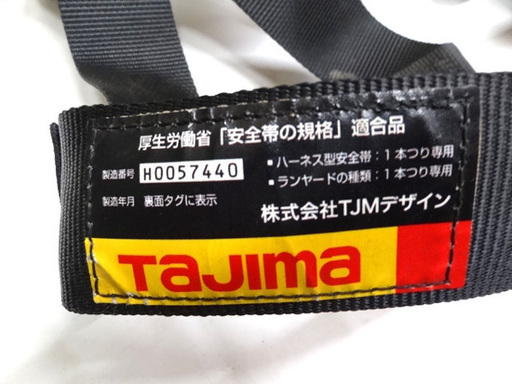 厚生労働省「安全帯の規格」適合品
製造番号 H0057440
・ハーネス型安全帯：1本つり専用
・ランヤードの種類：1本つり専用
製造年月 裏面タグに表示
株式会社TJMデザイン
TaJIma